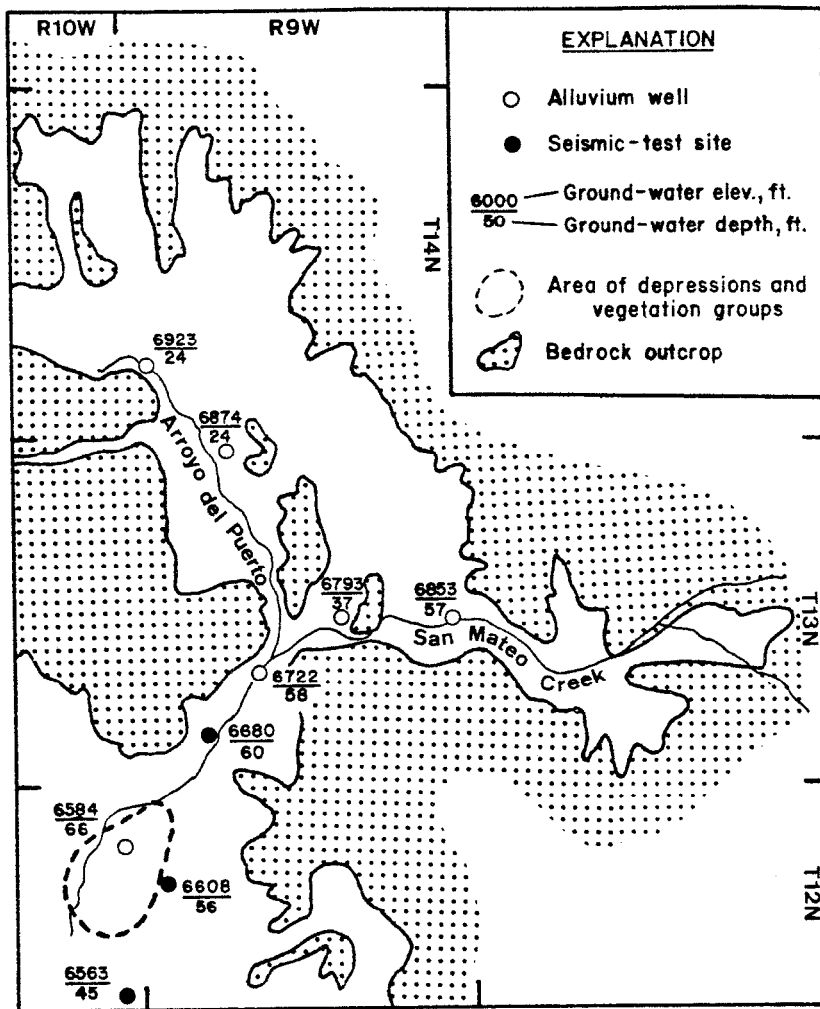 R10W
R9W
EXPLANATION
Alluvium well
Seismic-test site
6000
50
Ground-water elev., ft.
Ground-water depth, ft.
Area of depressions and
vegetation groups
Bedrock outcrop
T14N
6923
24
6874
24
Arroyo del Puerto
6793
37
6853
57
San Mateo Creek
T13N
6722
58
6680
60
6584
66
6608
56
T12N
6563
45